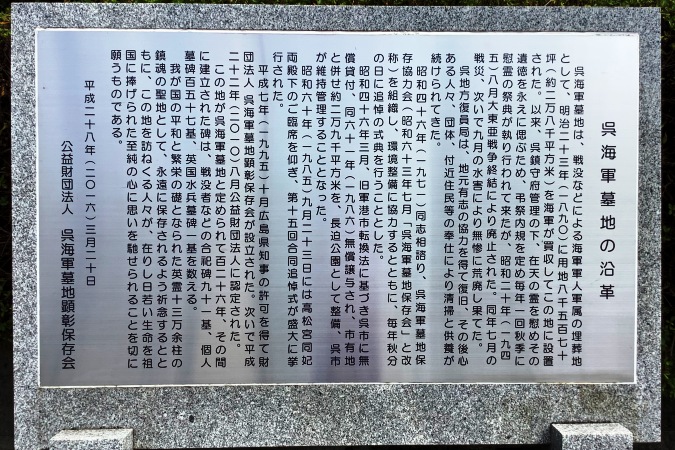 呉海軍墓地の沿革
呉海軍墓地は、戦没などによる海軍軍人軍属の埋葬地
として、明治二十三年（一八九〇）に用地八千五百七十
坪（約二万八千平方米）を海軍が買収してこの地に設置
された。以来、呉鎮守府管理の下、在天の霊を慰めその
遺徳を永えに偲ぶため、弔祭内規を定め毎年一回秋季に
慰霊の祭典が執り行われて来たが、昭和二十年（一九四
五）八月大東亜戦争終結により廃止された。同年七月の
戦災、次いで九月の水害により無惨に荒廃し果てた。
呉地方復員局は、地元有志の協力を得て復旧、その後心
ある人々、団体、付近住民等の奉仕により清掃と供養が
続けられてきた。
昭和四十六年（一九七一）同志相謀り、呉海軍墓地保
存協力会（昭和六十三年七月「呉海軍墓地保存会」と改
称）を組織し、環境整備に協力するとともに、毎年秋分
の日に追悼の式典を行うこととした。
昭和四十六年三月、旧軍港市転換法に基づき呉市に無
償貸付、同六十一年（一九八六）無償譲与され、市有地
と併せ約二万九千平方米を、長迫公園として整備、呉市
が維持管理することとなった。
昭和六十年（一九八五）九月二十三日には高松宮同妃
両殿下のご臨席を仰ぎ、第十五回合同追悼式が盛大に挙
行された。
平成七年（一九九五）十月広島県知事の許可を得て財
団法人 呉海軍墓地顕彰保存会が設立された。次いで平成
二十二年（二〇一〇）八月公益財団法人に認定された。
この地が呉海軍墓地と定められて百二十六年、その間
に建立された碑は、戦没者などの合祀碑九十一基、個人
墓碑百五十七基、英国水兵墓碑一基を数える。
我が国の平和と繁栄の礎となられた英霊十三万余柱の
鎮魂の聖地として、永遠に保存されるよう祈念するとと
もに、この地を訪ねくる人々が、在りし日若い生命を祖
国に捧げられた至純の心に思いを馳せられることを切に
願うものである。
平成二十八年（二〇一六）三月二十日
公益財団法人 呉海軍墓地顕彰保存会